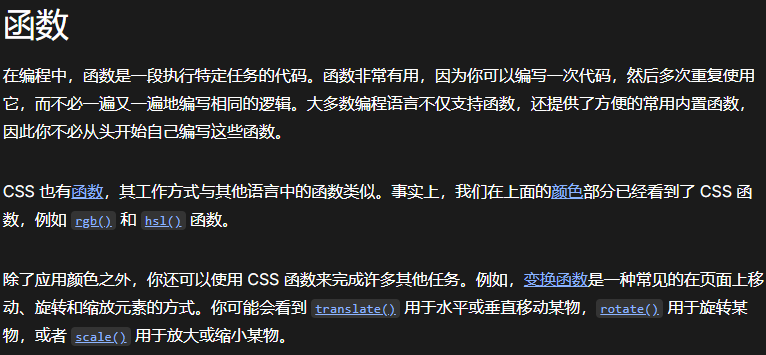 函数
在编程中，函数是一段执行特定任务的代码。函数非常有用，因为你可以编写一次代码，然后多次重复使用
它，而不必一遍又一遍地编写相同的逻辑。大多数编程语言不仅支持函数，还提供了方便的常用内置函数，
因此你不必从头开始自己编写这些函数。
CSS 也有函数，其工作方式与其他语言中的函数类似。事实上，我们在上面的颜色部分已经看到了 CSS 函
数，例如 rgb() 和 hsl() 函数。
除了应用颜色之外，你还可以使用 CSS 函数来完成许多其他任务。例如，变换函数是一种常见的在页面上移
动、旋转和缩放元素的方式。你可能会看到 translate() 用于水平或垂直移动某物，rotate() 用于旋转某
物，或者 scale() 用于放大或缩小某物。